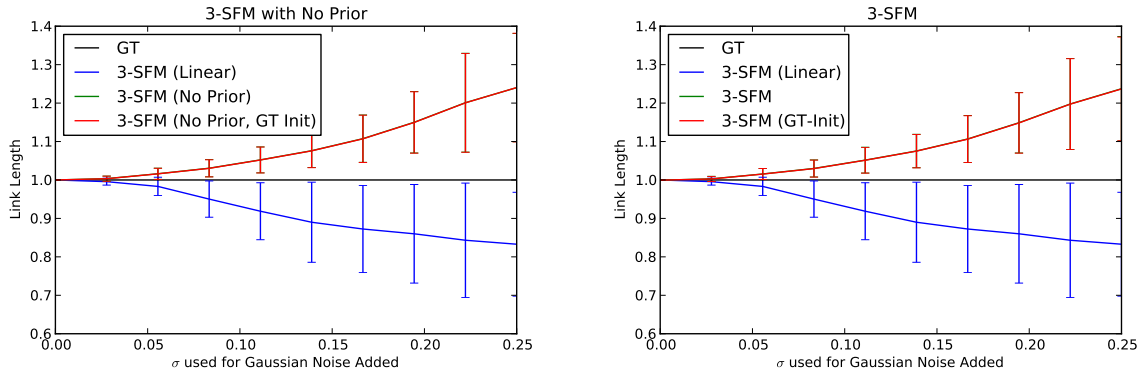 3-SFM with No Prior
1.4
1.3
1.2
1.1
1.0
0.9
0.8
0.7
0.6
Link Length
GT
3-SFM (Linear)
3-SFM (No Prior)
3-SFM (No Prior, GT Init)
0.00 0.05 0.10 0.15 0.20 0.25
σ used for Gaussian Noise Added
3-SFM
1.4
1.3
1.2
1.1
1.0
0.9
0.8
0.7
0.6
Link Length
GT
3-SFM (Linear)
3-SFM
3-SFM (GT-Init)
0.00 0.05 0.10 0.15 0.20 0.25
σ used for Gaussian Noise Added